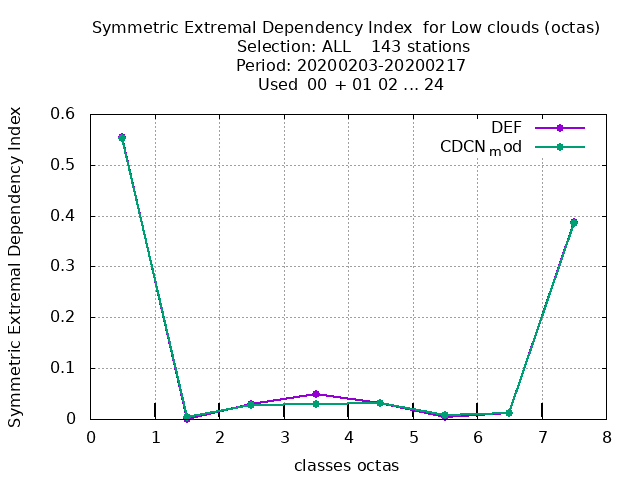 Symmetric Extremal Dependency Index  for Low clouds (octas)
Selection: ALL    143 stations
Period: 20200203-20200217
Used  00  + 01 02 ... 24
Symmetric Extremal Dependency Index
0.6
0.5
0.4
0.3
0.2
0.1
0
DEF
CDCNmod
0 1 2 3 4 5 6 7 8
classes octas